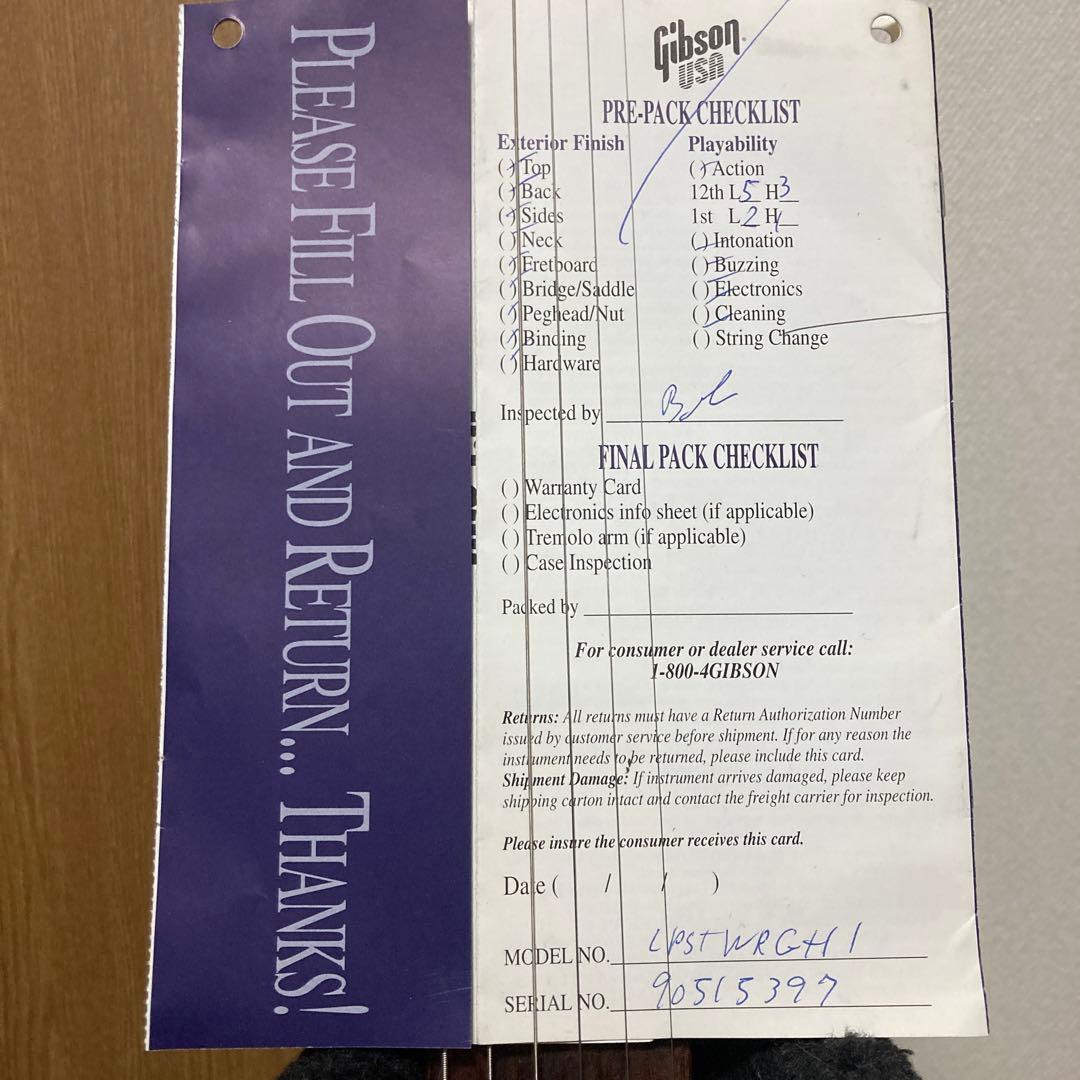 PLEASE FILL OUT AND RETURN... THANKS!
Gibson
USA
PRE-PACK CHECKLIST
Exterior Finish
(✓) Top
(✓) Back
(✓) Sides
(✓) Neck
(✓) Fretboard
(✓) Bridge/Saddle
(✓) Peghead/Nut
(✓) Binding
(✓) Hardware
Playability
(✓) Action
12th L 5 H 3
1st L 2 H 1
(✓) Intonation
(✓) Buzzing
(✓) Electronics
(✓) Cleaning
( ) String Change
Inspected by
FINAL PACK CHECKLIST
( ) Warranty Card
( ) Electronics info sheet (if applicable)
( ) Tremolo arm (if applicable)
( ) Case Inspection
Packed by
For consumer or dealer service call:
1-800-4GIBSON
Returns: All returns must have a Return Authorization Number
issued by customer service before shipment. If for any reason the
instrument needs to be returned, please include this card.
Shipment Damage: If instrument arrives damaged, please keep
shipping carton intact and contact the freight carrier for inspection.
Please insure the consumer receives this card.
Date ( / / )
MODEL NO. LPSTWRGH1
SERIAL NO. 90515397